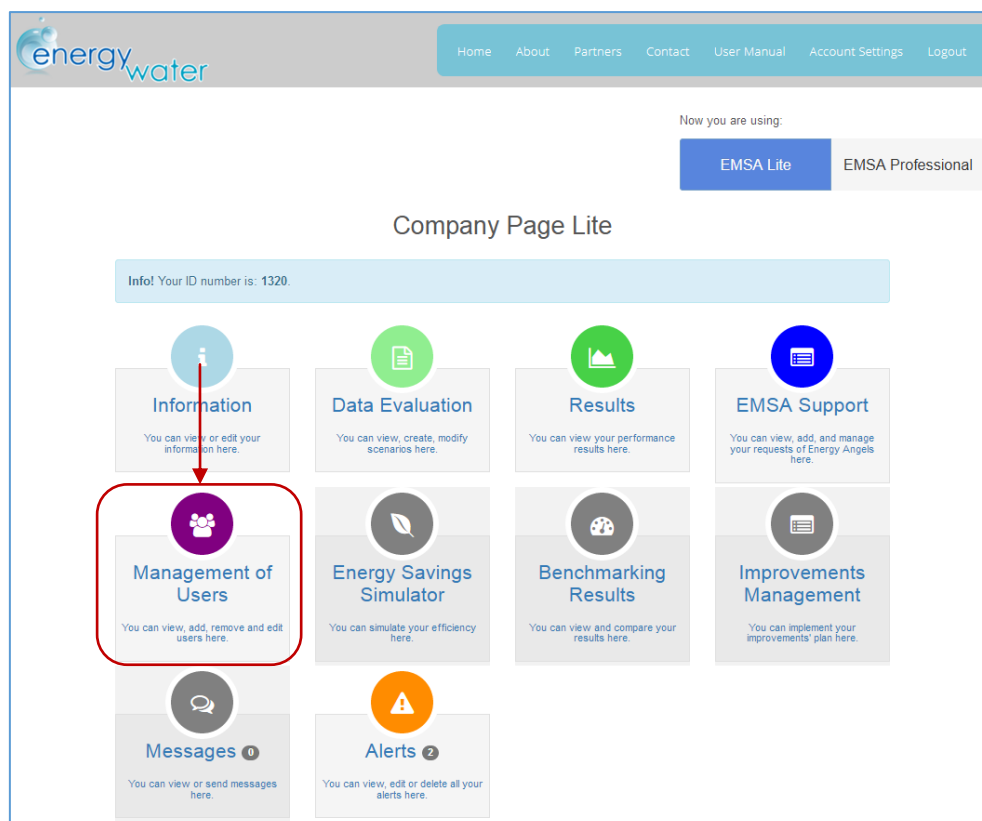 energy
water
Home About Partners Contact User Manual Account Settings Logout
Now you are using:
EMSA Lite EMSA Professional
Company Page Lite
Info! Your ID number is: 1320.
Information
You can view or edit your
information here.
Data Evaluation
You can view, create, modify
scenarios here.
Results
You can view your performance
results here.
EMSA Support
You can view, add, and manage
your requests of Energy Angels
here.
Management of
Users
You can view, add, remove and edit
users here.
Energy Savings
Simulator
You can simulate your efficiency
here.
Benchmarking
Results
You can view and compare your
results here.
Improvements
Management
You can implement your
improvements' plan here.
Messages 0
You can view or send messages
here.
Alerts 2
You can view, edit or delete all your
alerts here.